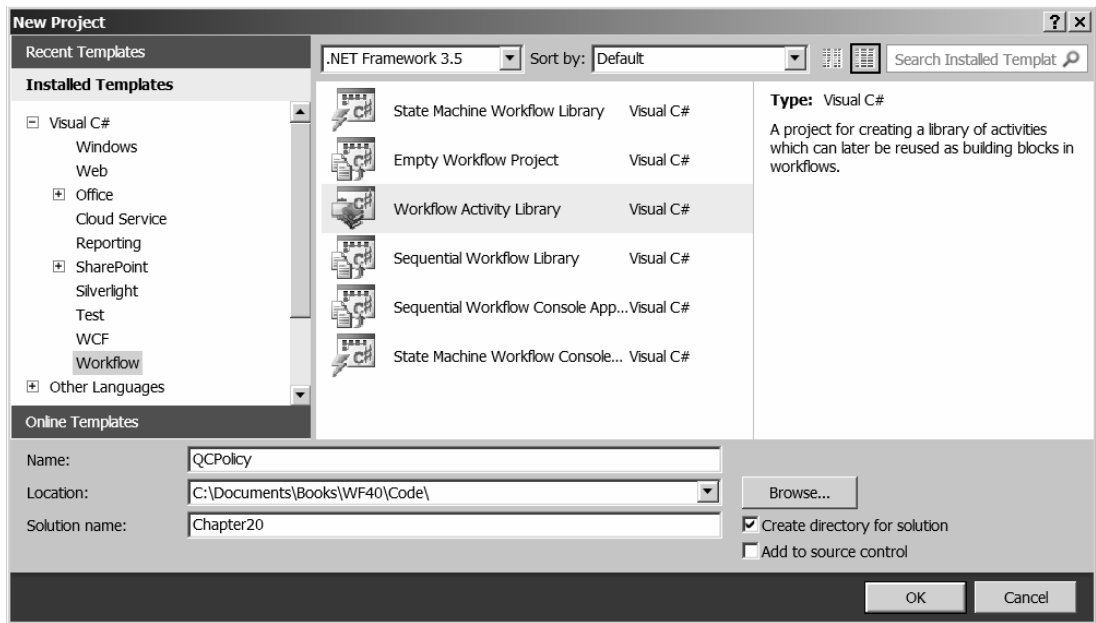 New Project
Recent Templates
.NET Framework 3.5
Sort by: Default
Search Installed Templat
Installed Templates
Visual C#
Windows
Web
Office
Cloud Service
Reporting
SharePoint
Silverlight
Test
WCF
Workflow
Other Languages
Online Templates
State Machine Workflow Library Visual C#
Empty Workflow Project Visual C#
Workflow Activity Library Visual C#
Sequential Workflow Library Visual C#
Sequential Workflow Console App... Visual C#
State Machine Workflow Console... Visual C#
Type: Visual C#
A project for creating a library of activities
which can later be reused as building blocks in
workflows.
Name: QCPolicy
Location: C:\Documents\Books\WF40\Code\
Browse...
Solution name: Chapter20
Create directory for solution
Add to source control
OK
Cancel